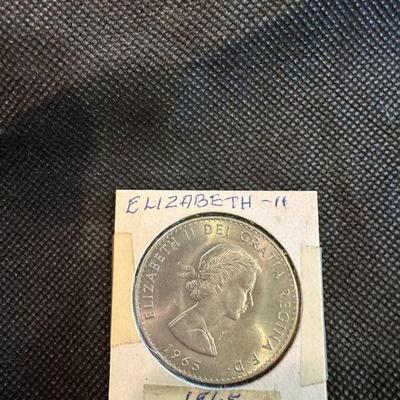 ELIZABETH - II
ELIZABETH II DEI GRATIA REGINA F.D.
1965